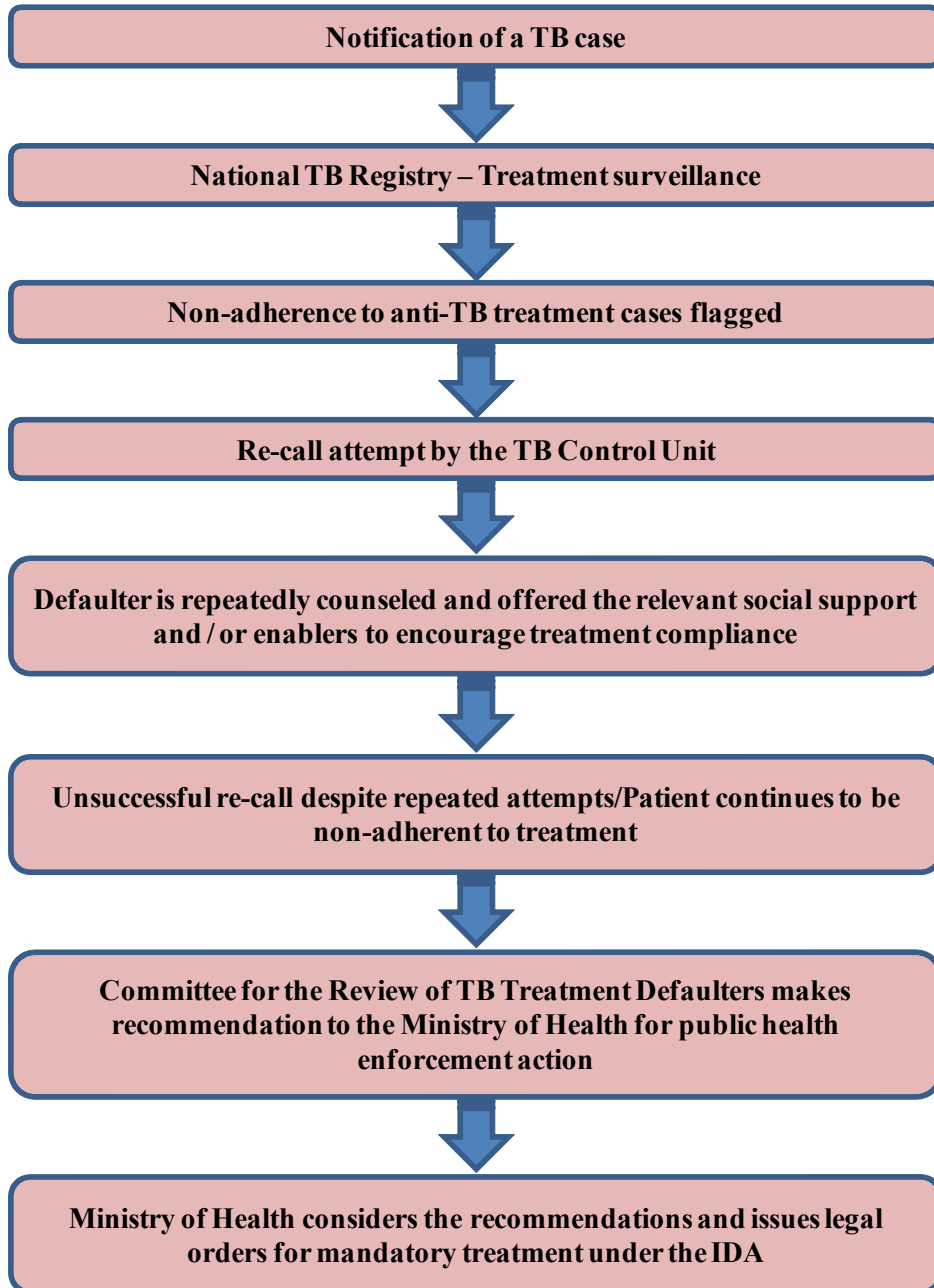 Notification of a TB case
National TB Registry – Treatment surveillance
Non-adherence to anti-TB treatment cases flagged
Re-call attempt by the TB Control Unit
Defaulter is repeatedly counseled and offered the relevant social support
and / or enablers to encourage treatment compliance
Unsuccessful re-call despite repeated attempts/Patient continues to be
non-adherent to treatment
Committee for the Review of TB Treatment Defaulters makes
recommendation to the Ministry of Health for public health
enforcement action
Ministry of Health considers the recommendations and issues legal
orders for mandatory treatment under the IDA